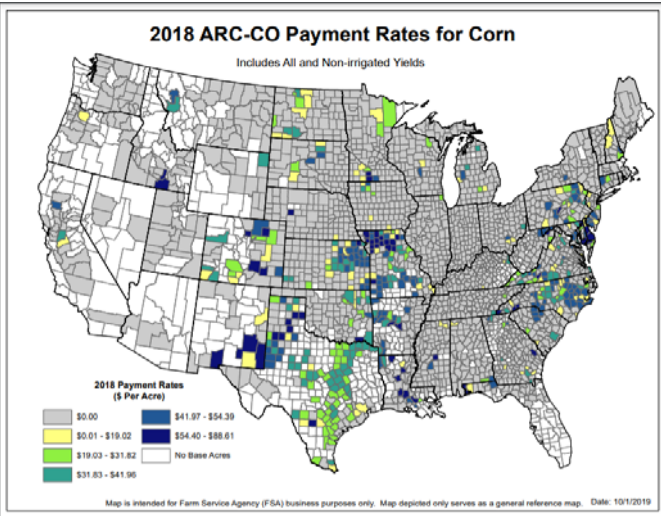 2018 ARC-CO Payment Rates for Corn
Includes All and Non-irrigated Yields
2018 Payment Rates
($ Per Acre)
$0.00
$0.01 - $19.02
$19.03 - $31.82
$31.83 - $41.96
$41.97 - $54.39
$54.40 - $88.61
No Base Acres
Map is intended for Farm Service Agency (FSA) business purposes only. Map depicted only serves as a general reference map. Date: 10/1/2019